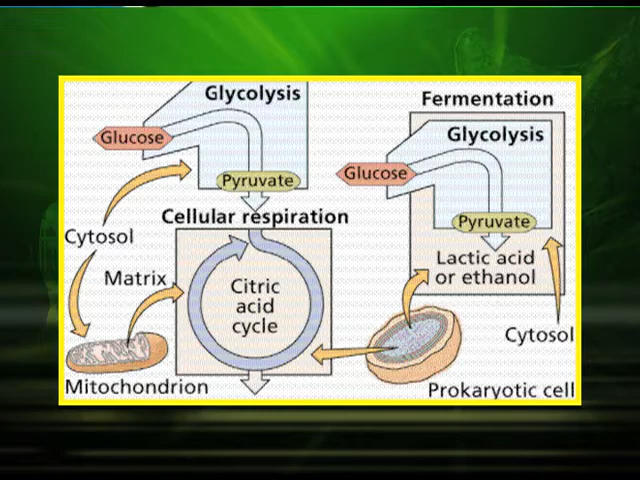 Glycolysis
Glucose
Pyruvate
Cellular respiration
Cytosol
Matrix
Citric
acid
cycle
Mitochondrion
Fermentation
Glycolysis
Glucose
Pyruvate
Lactic acid
or ethanol
Cytosol
Prokaryotic cell